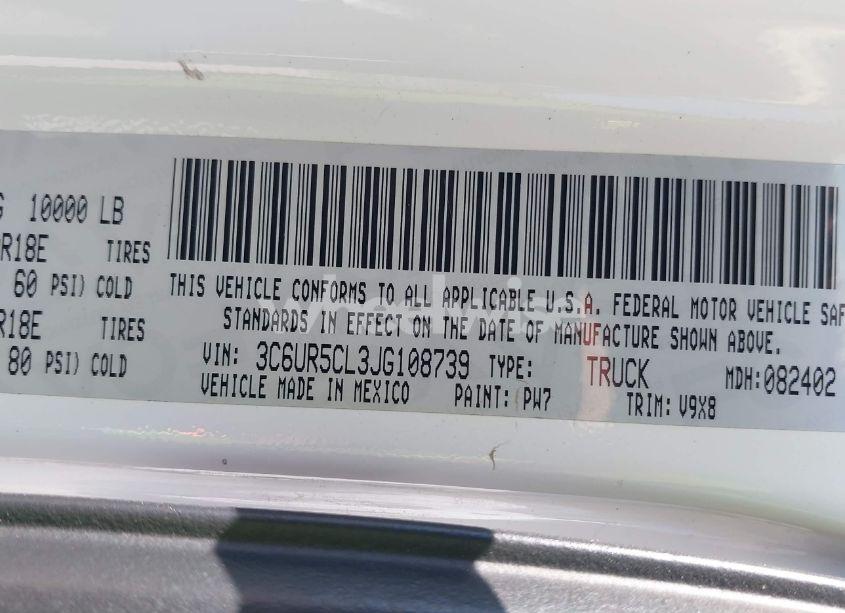 10000 LB
R18E TIRES
60 PSI) COLD
R18E TIRES
80 PSI) COLD
THIS VEHICLE CONFORMS TO ALL APPLICABLE U.S.A. FEDERAL MOTOR VEHICLE SAF
STANDARDS IN EFFECT ON THE DATE OF MANUFACTURE SHOWN ABOVE.
VIN: 3C6UR5CL3JG108739 TYPE: TRUCK MDH:082402
VEHICLE MADE IN MEXICO PAINT: PW7 TRIM: V9X8